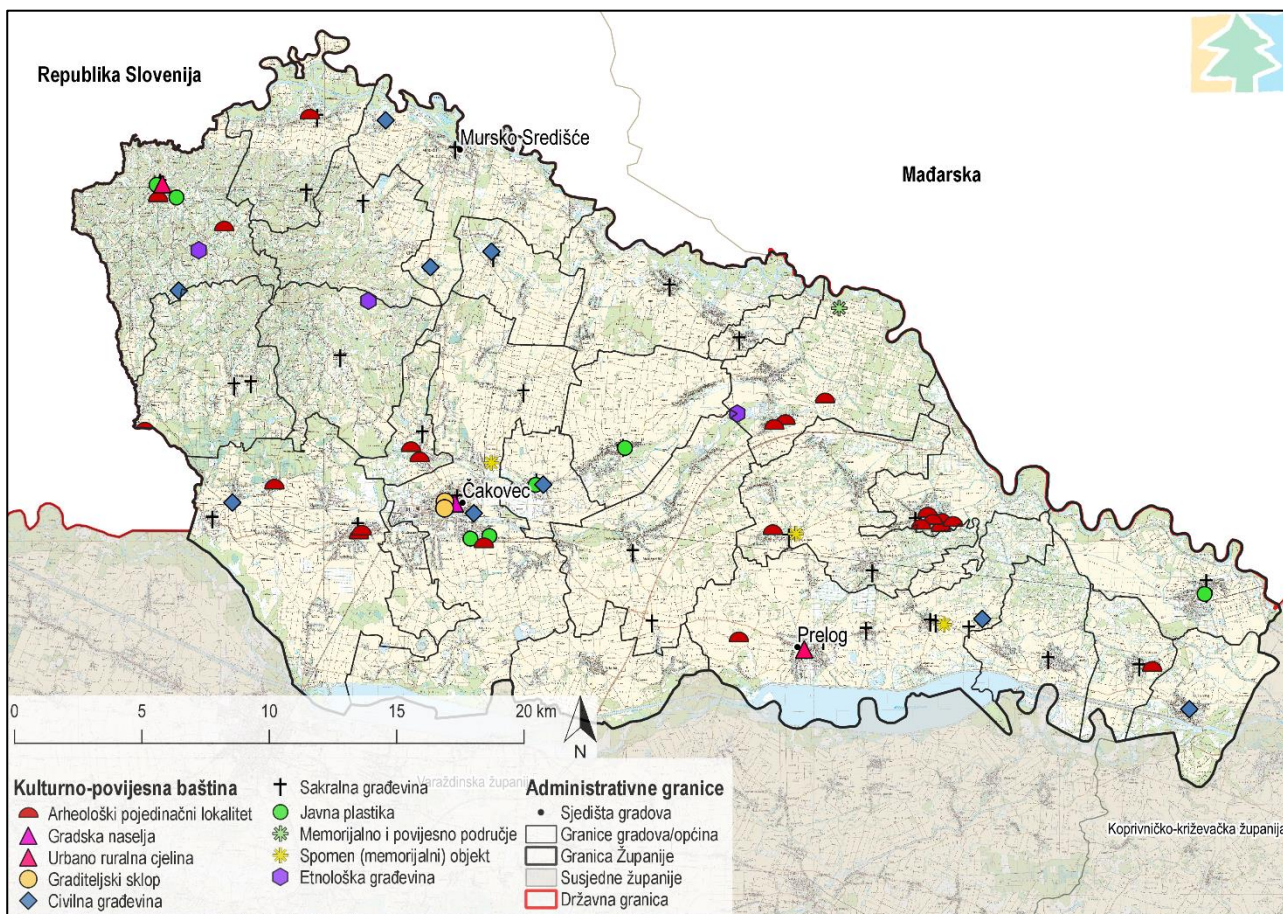 Republika Slovenija
Mursko Središće
Mađarska
Čakovec
Prelog
0 5 10 15 20 km
N
Varaždinska županija
Koprivničko-križevačka županija
Kulturno-povijesna baština
Arheološki pojedinačni lokalitet
Gradska naselja
Urbano ruralna cjelina
Graditeljski sklop
Civilna građevina
Sakralna građevina
Javna plastika
Memorijalno i povijesno područje
Spomen (memorijalni) objekt
Etnološka građevina
Administrativne granice
Sjedišta gradova
Granice gradova/općina
Granica Županije
Susjedne županije
Državna granica